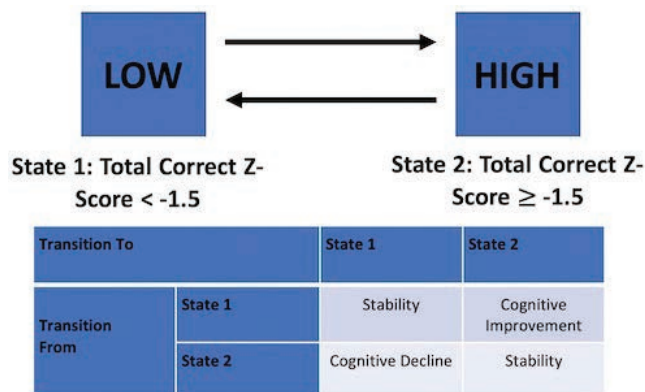 LOW
HIGH
State 1: Total Correct Z-
Score < -1.5
State 2: Total Correct Z-
Score ≥ -1.5
Transition To
State 1
State 2
Transition
From
State 1
Stability
Cognitive
Improvement
State 2
Cognitive Decline
Stability